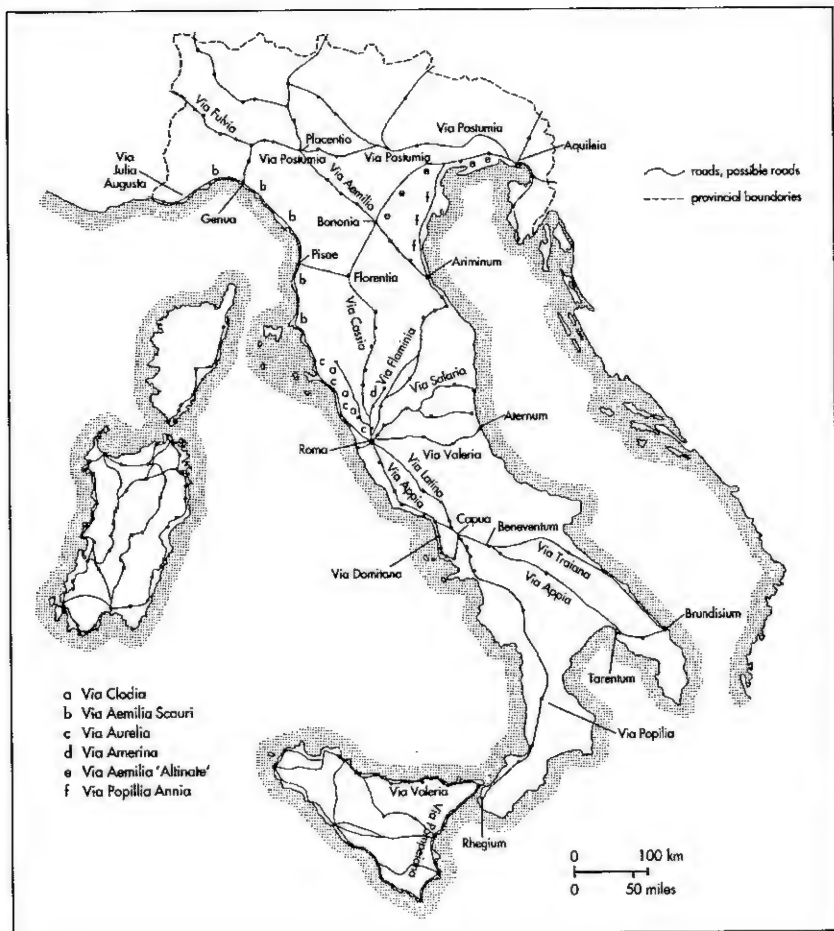 Via Fulvia
Placentia
Via Postumia
Via Postumia
Via Postumia
Aquileia
Via
Julia
Augusta
b
b
b
Genua
Via Aemilia
Bononia
e
e
e
e
e
f
f
f
roads, possible roads
provincial boundaries
Pisae
Florentia
Ariminum
b
b
Via Cassia
Via Flaminia
c
a
c
a
c
a
a
c
d
Via Salaria
Aternum
Roma
Via Valeria
Via Latina
Via Appia
Capua
Beneventum
Via Domitana
Via Traiana
Via Appia
Brundisium
Tarentum
Via Popilia
a Via Clodia
b Via Aemilia Scauri
c Via Aurelia
d Via Amerina
e Via Aemilia 'Altinate'
f Via Popillia Annia
Via Valeria
Via Pompeiana
Rhegium
0 100 km
0 50 miles